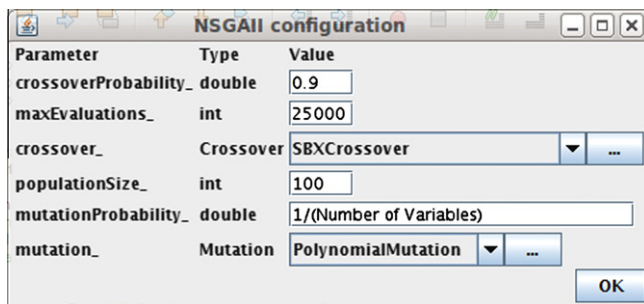 NSGAII configuration
Parameter Type Value
crossoverProbability_ double 0.9
maxEvaluations_ int 25000
crossover_ Crossover SBXCrossover ...
populationSize_ int 100
mutationProbability_ double 1/(Number of Variables)
mutation_ Mutation PolynomialMutation ...
OK